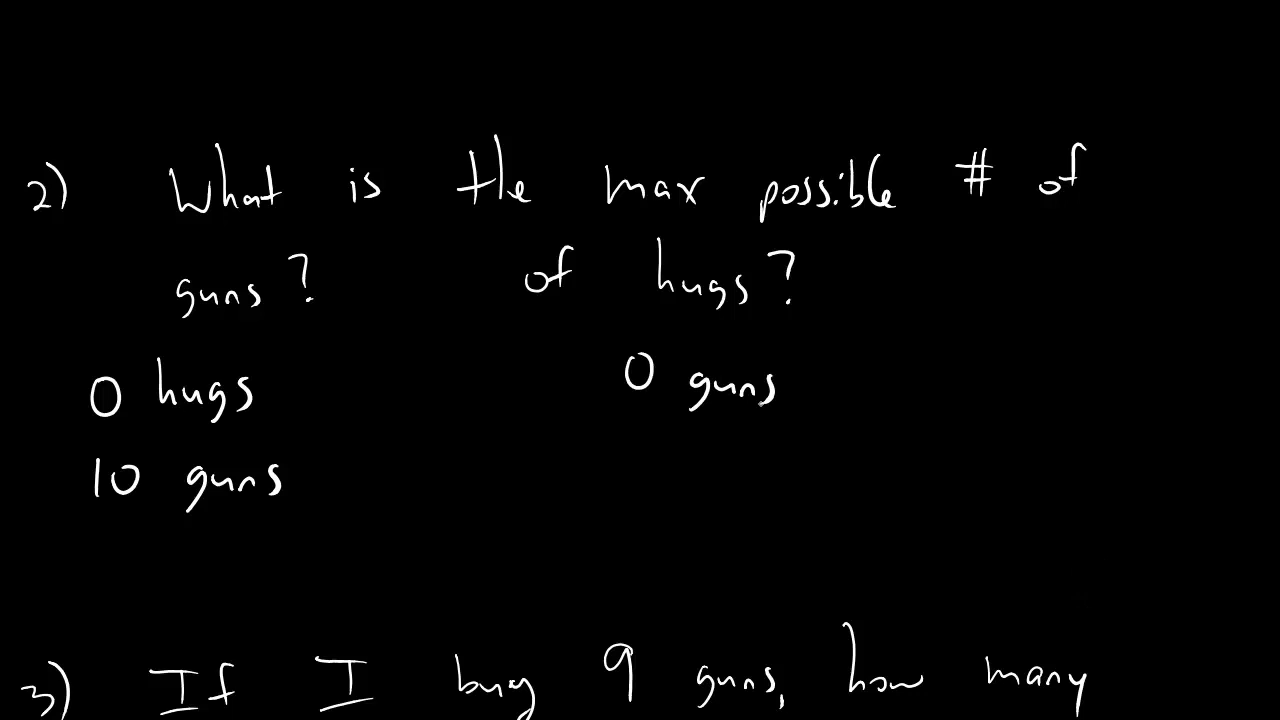 2) What is the max possible # of
guns? of hugs?
0 hugs 0 guns
10 guns
3) If I buy 9 guns, how many